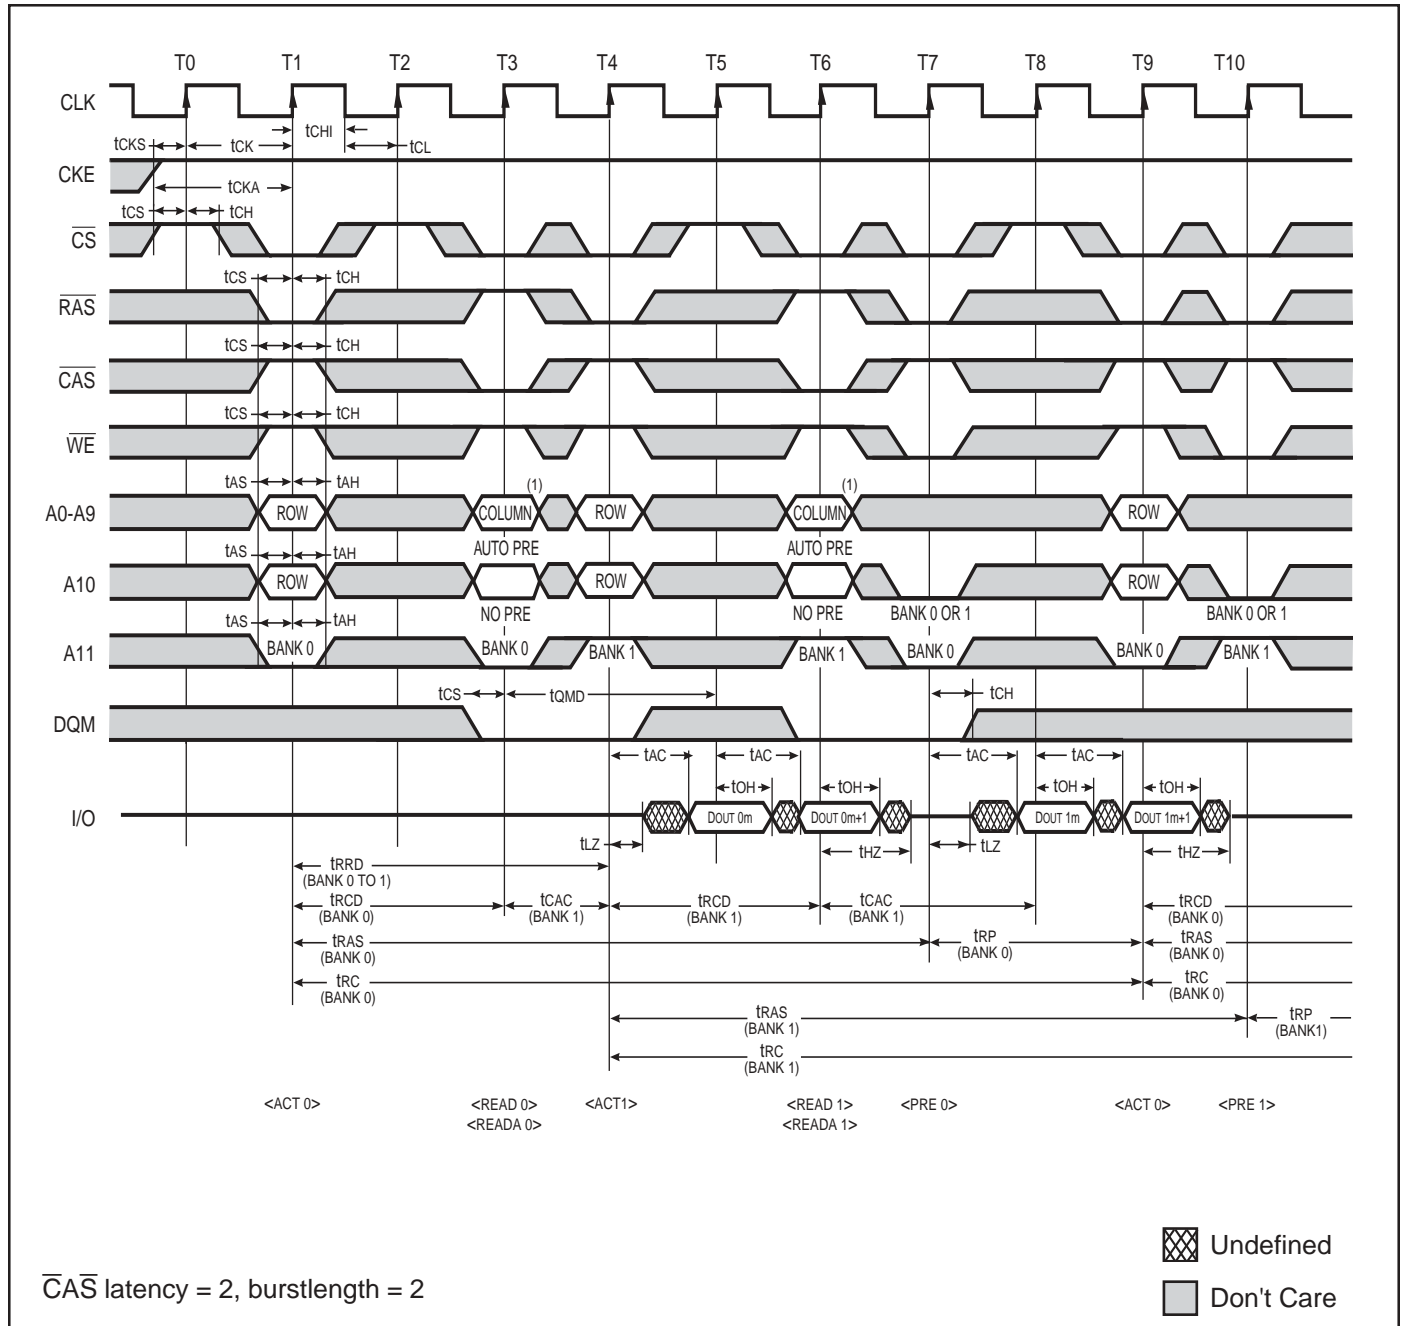 T0 T1 T2 T3 T4 T5 T6 T7 T8 T9 T10
CLK
tCHI
tCKS tCK tCL
CKE
tCKA
tCS tCH
CS
tCS tCH
RAS
tCS tCH
CAS
tCS tCH
WE
tAS tAH (1) (1)
A0-A9 ROW COLUMN ROW COLUMN ROW
AUTO PRE AUTO PRE
tAS tAH
A10 ROW ROW ROW
NO PRE NO PRE BANK 0 OR 1 BANK 0 OR 1
tAS tAH
A11 BANK 0 BANK 0 BANK 1 BANK 1 BANK 0 BANK 0 BANK 1
tCS tQMD tCH
DQM
tAC tAC tAC tAC
tOH tOH tOH tOH
I/O DOUT 0m DOUT 0m+1 DOUT 1m DOUT 1m+1
tLZ tHZ tLZ tHZ
tRRD
(BANK 0 TO 1)
tRCD tCAC tRCD tCAC tRCD
(BANK 0) (BANK 1) (BANK 1) (BANK 1) (BANK 0)
tRAS tRP tRAS
(BANK 0) (BANK 0) (BANK 0)
tRC tRC
(BANK 0) (BANK 0)
tRAS tRP
(BANK 1) (BANK1)
tRC
(BANK 1)
<ACT 0> <READ 0> <ACT1> <READ 1> <PRE 0> <ACT 0> <PRE 1>
<READA 0> <READA 1>
Undefined
CAS latency = 2, burstlength = 2
Don't Care